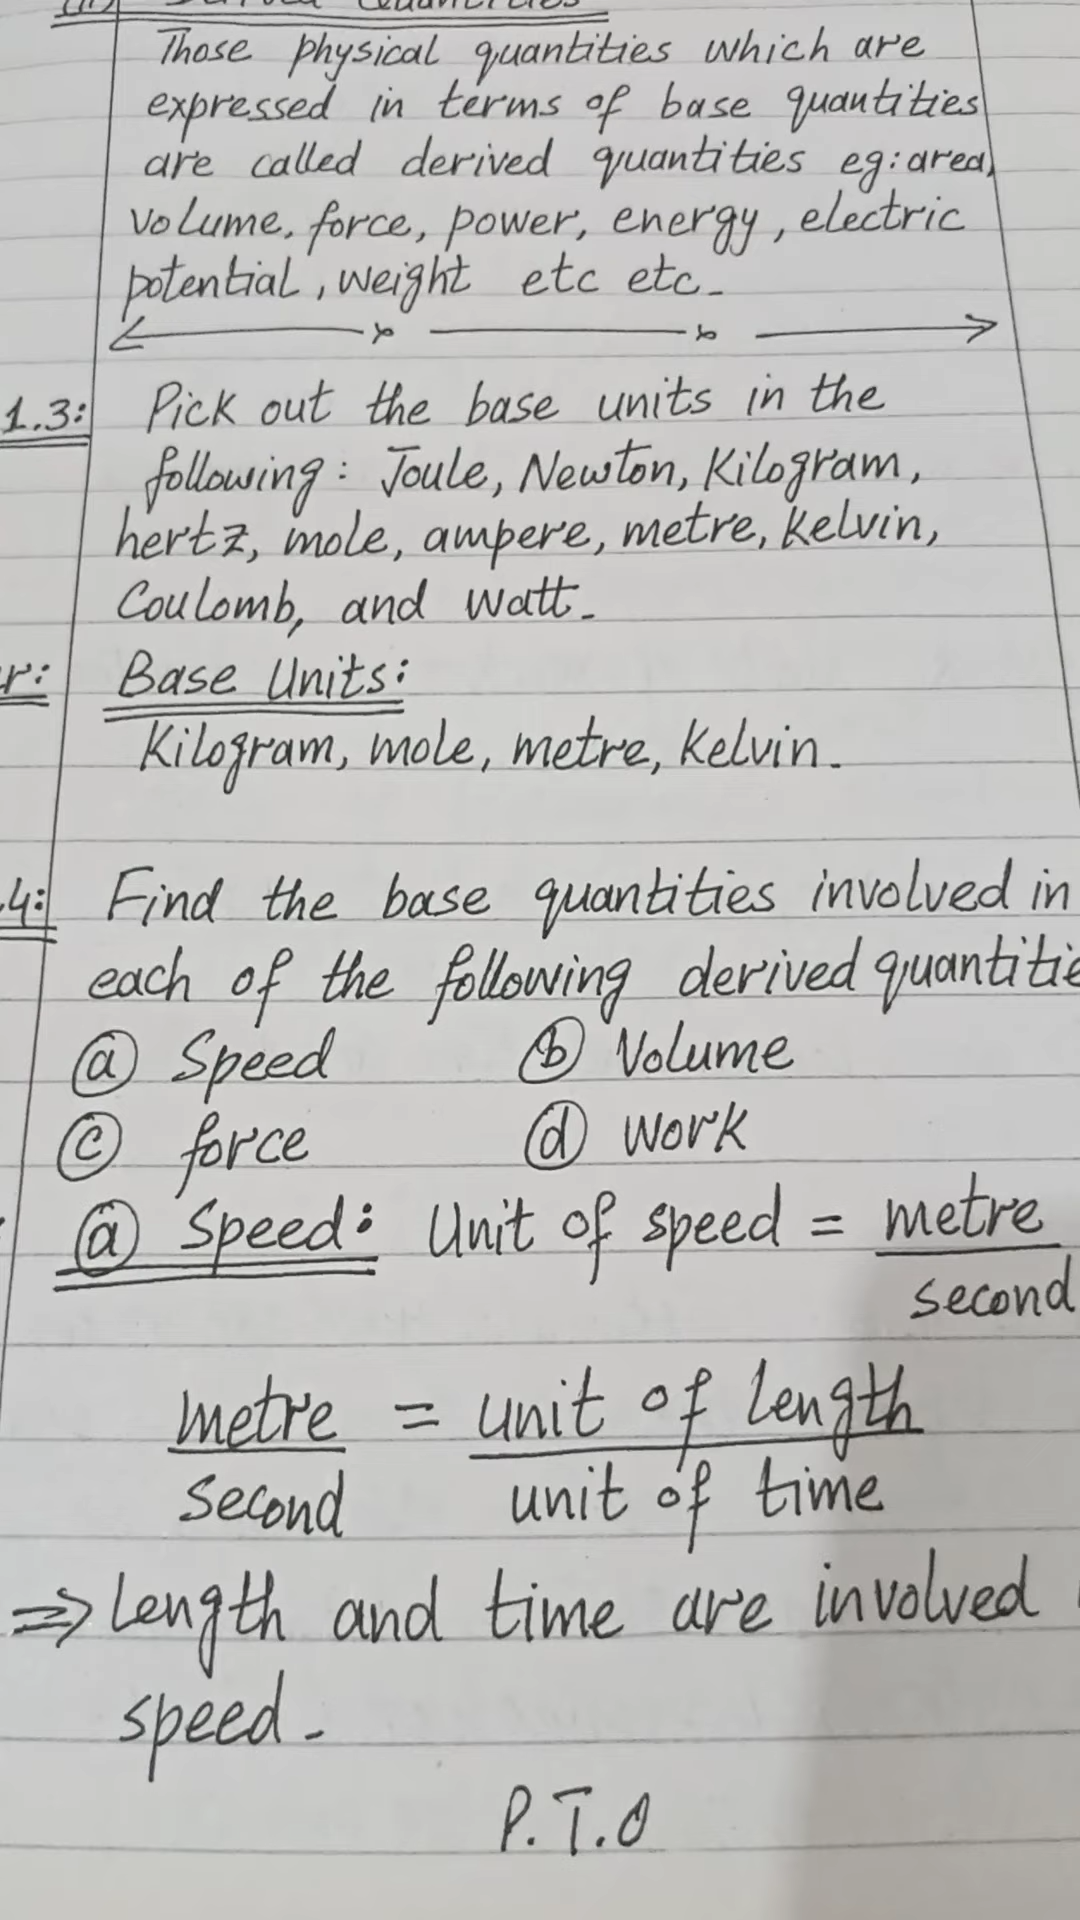 Derived Quantities
Those physical quantities which are
expressed in terms of base quantities
are called derived quantities eg: area,
volume, force, power, energy, electric
potential, weight etc etc.
1.3: Pick out the base units in the
following: Joule, Newton, Kilogram,
hertz, mole, ampere, metre, kelvin,
Coulomb, and watt.
r: Base Units:
Kilogram, mole, metre, kelvin.
.4: Find the base quantities involved in
each of the following derived quantitie
(a) Speed (b) Volume
(c) force (d) work
(a) Speed: Unit of speed = metre
second
metre = unit of length
second unit of time
⇒ Length and time are involved
speed.
P.T.O